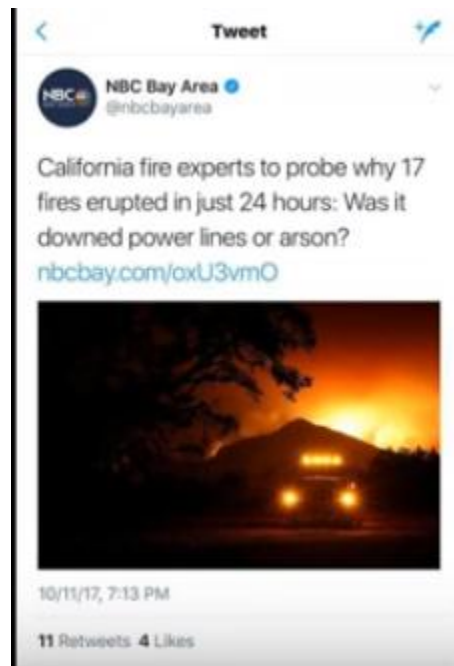 Tweet
NBC
NBC Bay Area
@nbcbayarea
California fire experts to probe why 17
fires erupted in just 24 hours: Was it
downed power lines or arson?
nbcbay.com/oxU3vmO
10/11/17, 7:13 PM
11 Retweets 4 Likes